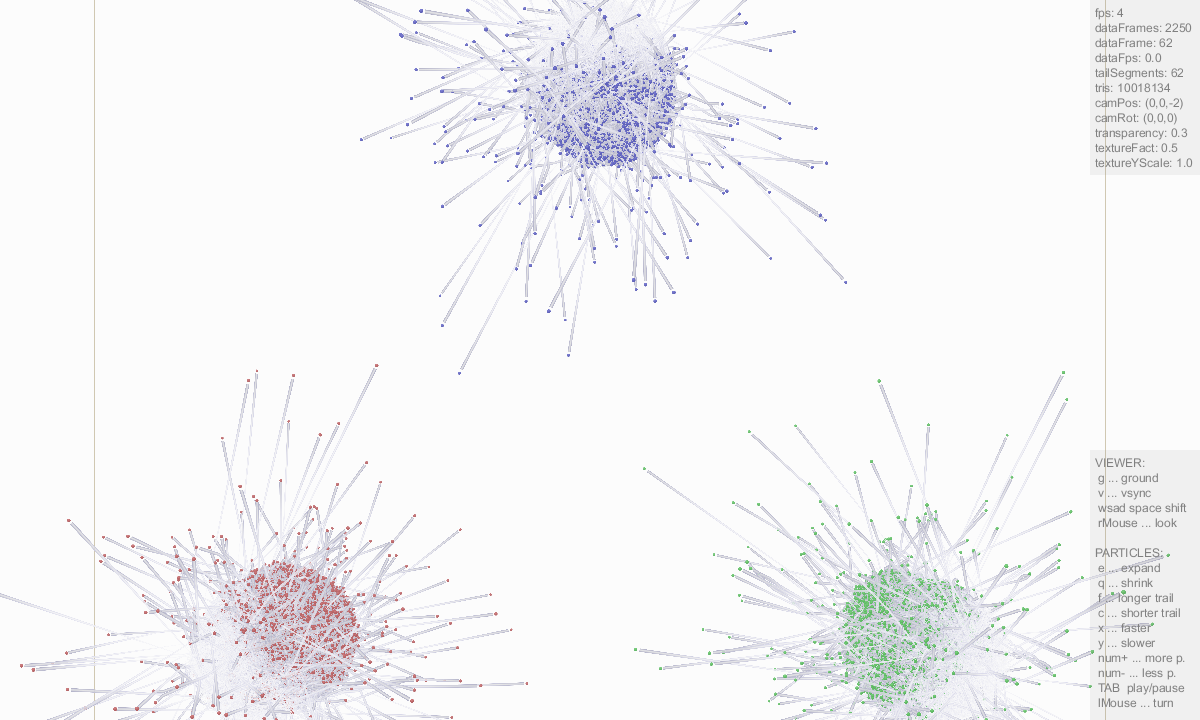 fps: 4
dataFrames: 2250
dataFrame: 62
dataFps: 0.0
tailSegments: 62
tris: 10018134
camPos: (0,0,-2)
camRot: (0,0,0)
transparency: 0.3
textureFact: 0.5
textureYScale: 1.0
VIEWER:
g ... ground
v ... vsync
wsad space shift
rMouse ... look
PARTICLES:
e ... expand
q ... shrink
f ... longer trail
c ... shorter trail
x ... faster
y ... slower
num+ ... more p.
num- ... less p.
TAB play/pause
lMouse ... turn